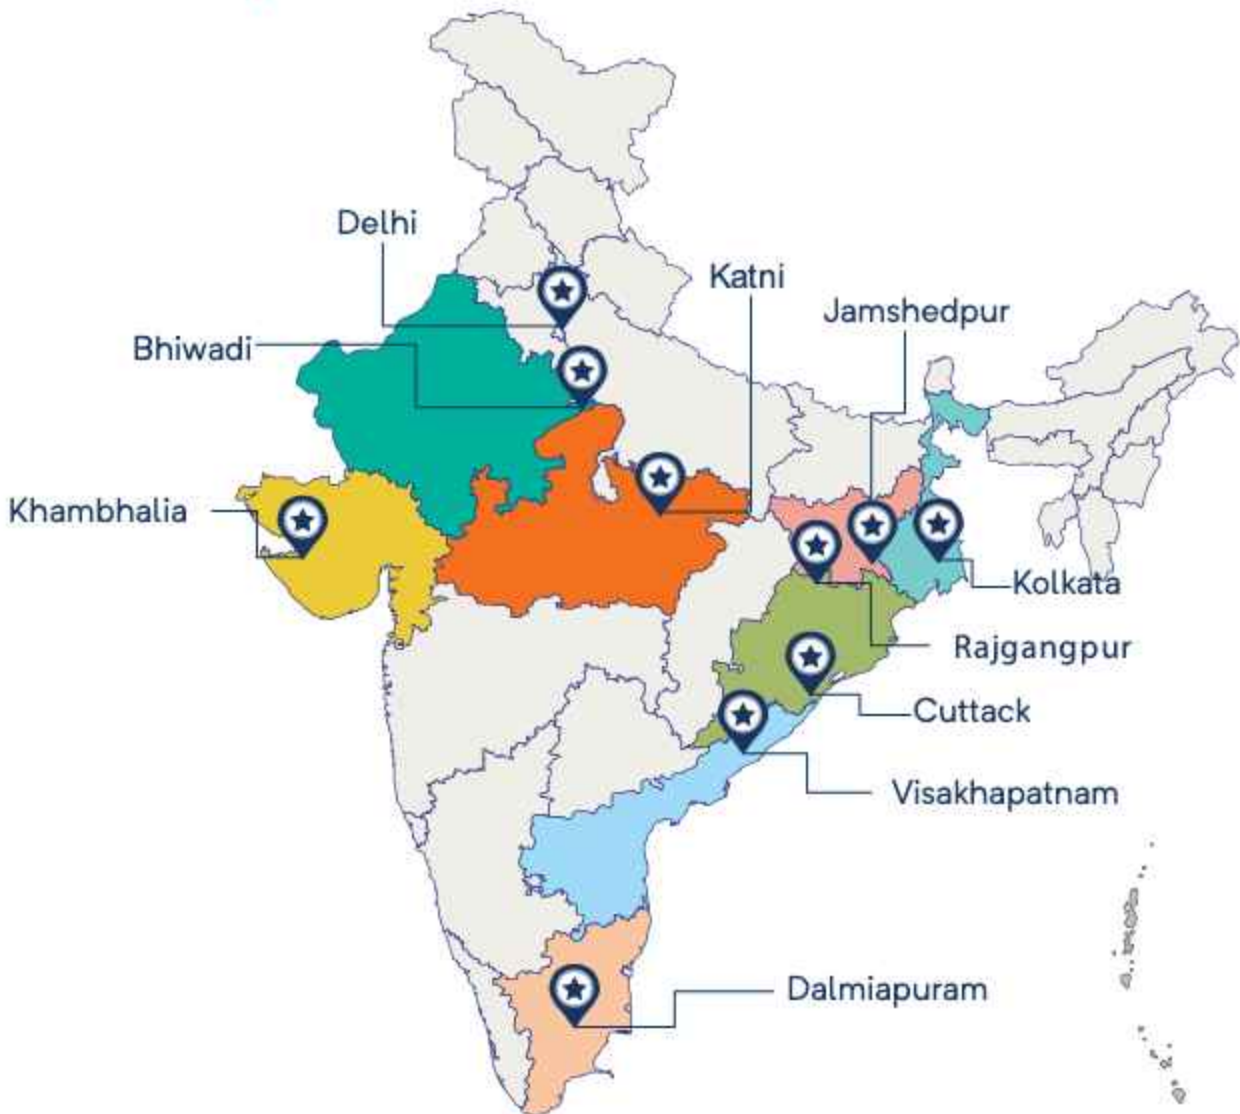 Delhi
Katni
Jamshedpur
Bhiwadi
Khambhalia
Kolkata
Rajgangpur
Cuttack
Visakhapatnam
Dalmiapuram